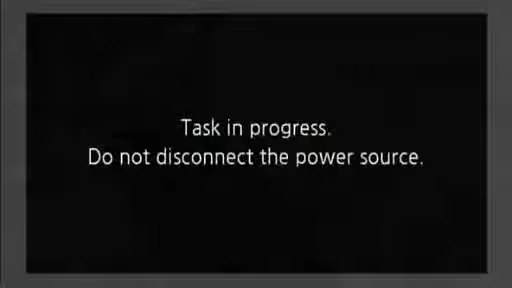 Task in progress.
Do not disconnect the power source.